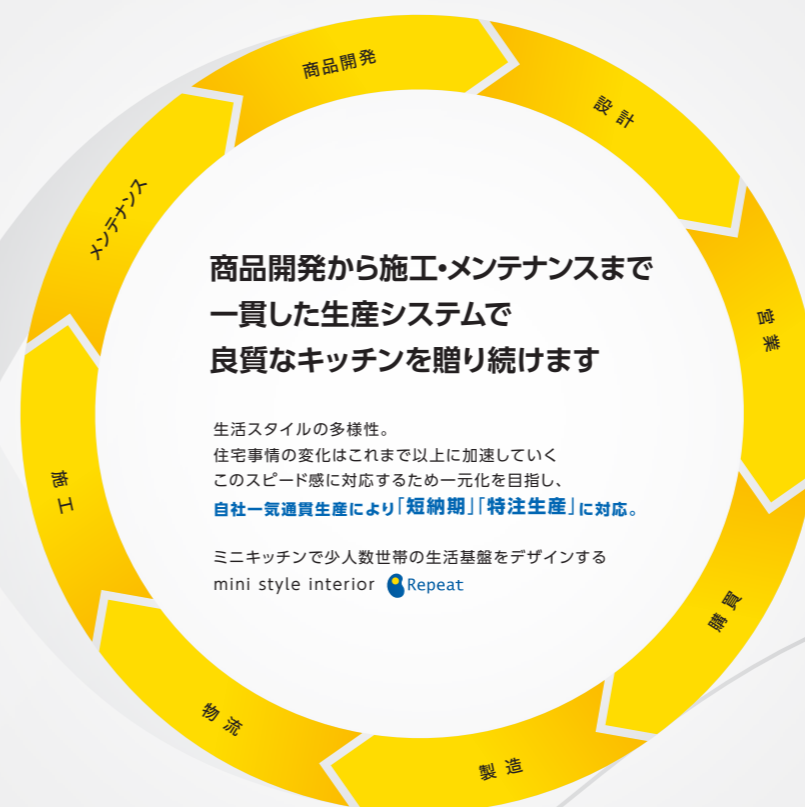 商品開発
設計
営業
購買
製造
物流
施工
メンテナンス
商品開発から施工・メンテナンスまで
一貫した生産システムで
良質なキッチンを贈り続けます
生活スタイルの多様性。
住宅事情の変化はこれまで以上に加速していく
このスピード感に対応するため一元化を目指し、
自社一気通貫生産により「短納期」「特注生産」に対応。
ミニキッチンで少人数世帯の生活基盤をデザインする
mini style interior Repeat